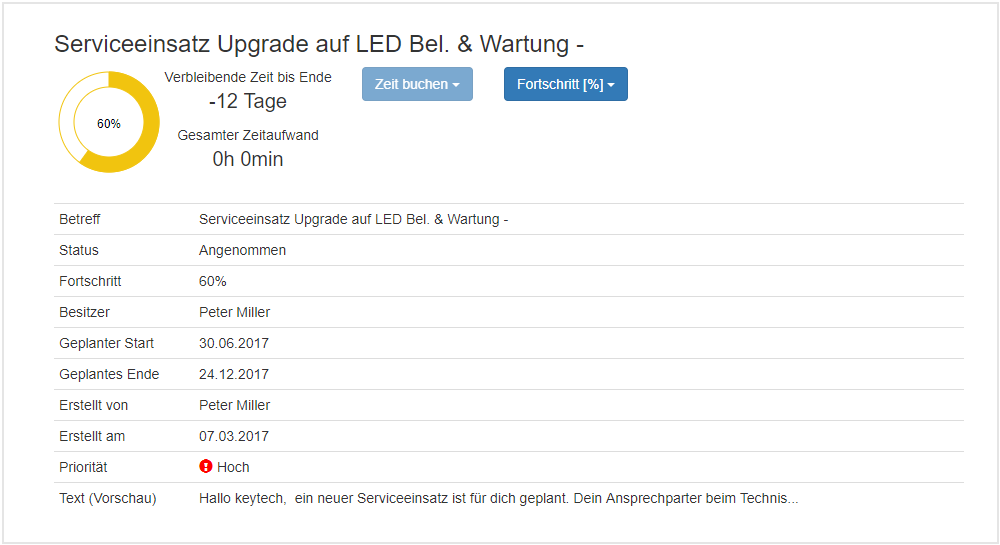 Serviceeinsatz Upgrade auf LED Bel. & Wartung -
60%
Verbleibende Zeit bis Ende
-12 Tage
Gesamter Zeitaufwand
0h 0min
Zeit buchen
Fortschritt [%]
Betreff Serviceeinsatz Upgrade auf LED Bel. & Wartung -
Status Angenommen
Fortschritt 60%
Besitzer Peter Miller
Geplanter Start 30.06.2017
Geplantes Ende 24.12.2017
Erstellt von Peter Miller
Erstellt am 07.03.2017
Priorität Hoch
Text (Vorschau) Hallo keytech,  ein neuer Serviceeinsatz ist für dich geplant. Dein Ansprechparter beim Technis...